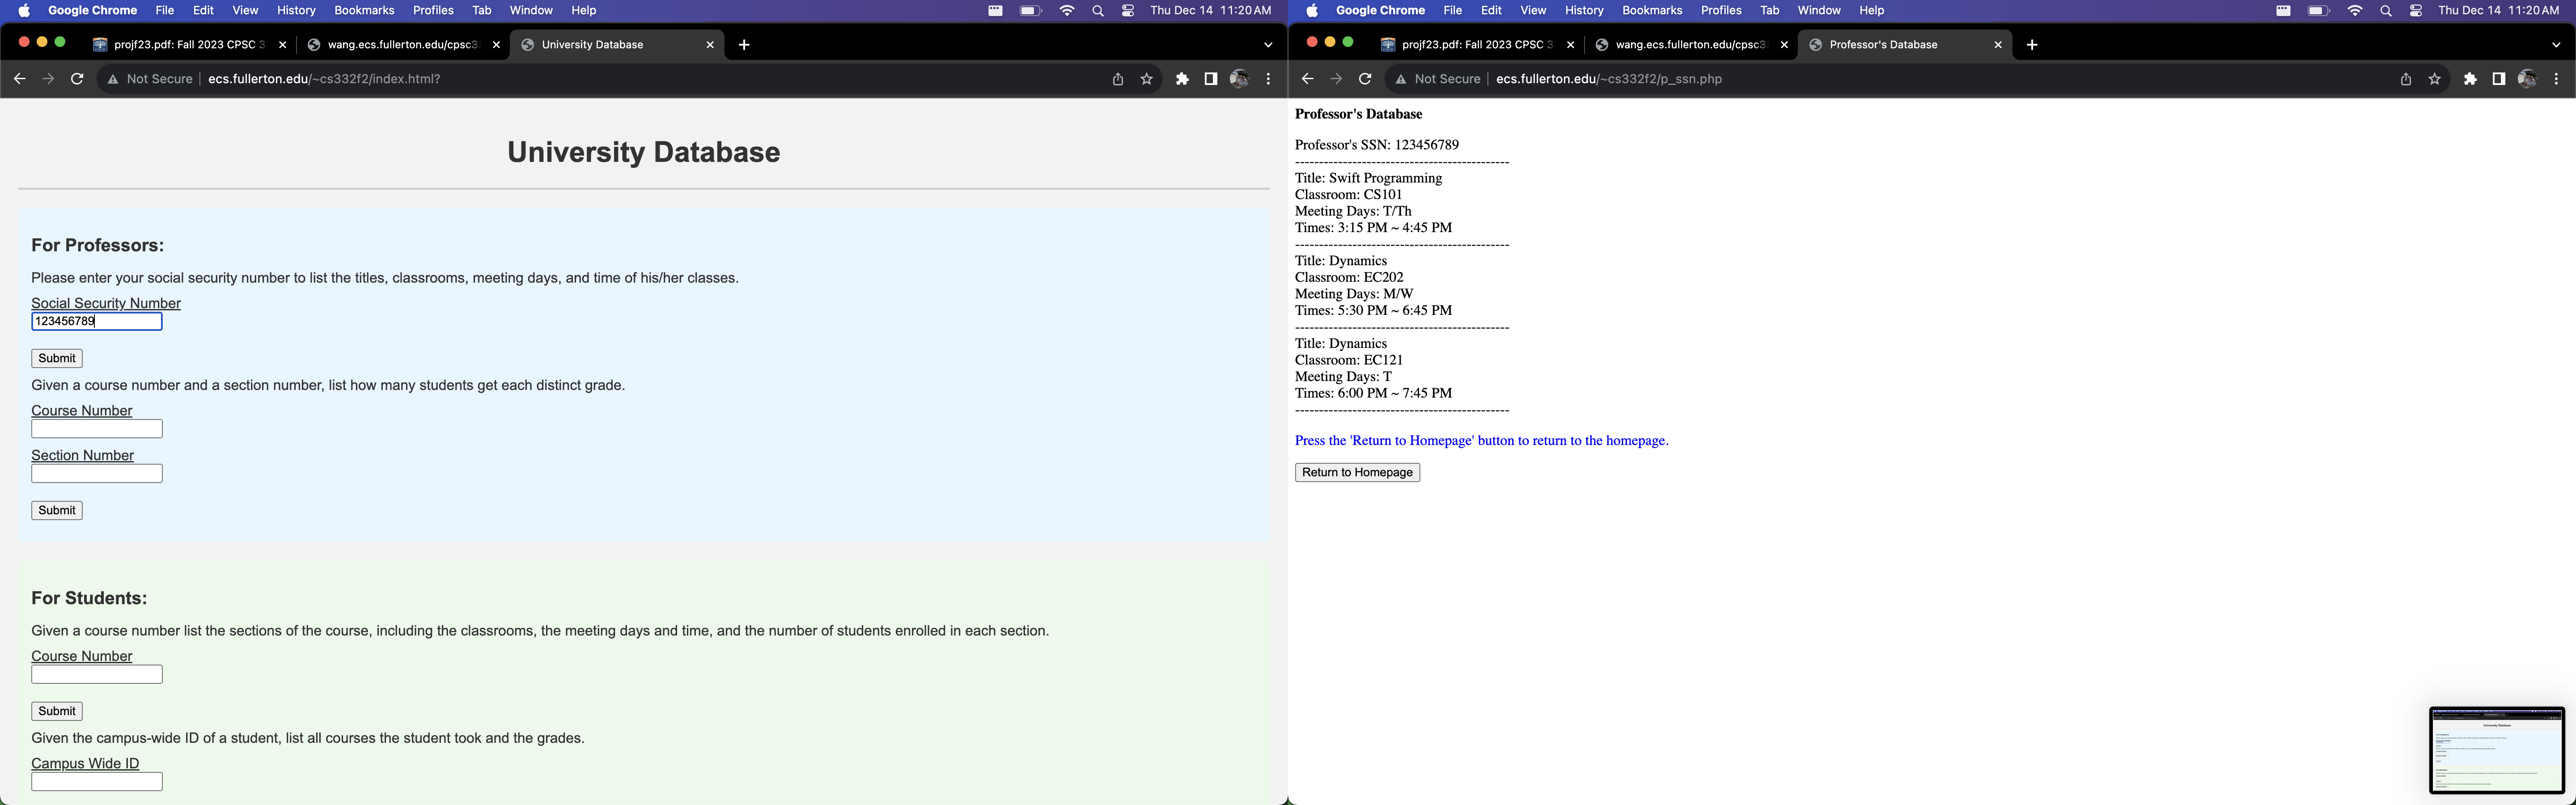 Google Chrome File Edit View History Bookmarks Profiles Tab Window Help Thu Dec 14 11:20 AM
projf23.pdf: Fall 2023 CPSC 3 wang.ecs.fullerton.edu/cpsc3 University Database
Not Secure ecs.fullerton.edu/~cs332f2/index.html?
University Database
For Professors:
Please enter your social security number to list the titles, classrooms, meeting days, and time of his/her classes.
Social Security Number
123456789
Submit
Given a course number and a section number, list how many students get each distinct grade.
Course Number
Section Number
Submit
For Students:
Given a course number list the sections of the course, including the classrooms, the meeting days and time, and the number of students enrolled in each section.
Course Number
Submit
Given the campus-wide ID of a student, list all courses the student took and the grades.
Campus Wide ID
Google Chrome File Edit View History Bookmarks Profiles Tab Window Help Thu Dec 14 11:20 AM
projf23.pdf: Fall 2023 CPSC 3 wang.ecs.fullerton.edu/cpsc3 Professor's Database
Not Secure ecs.fullerton.edu/~cs332f2/p_ssn.php
Professor's Database
Professor's SSN: 123456789
---------------------------------------------
Title: Swift Programming
Classroom: CS101
Meeting Days: T/Th
Times: 3:15 PM ~ 4:45 PM
---------------------------------------------
Title: Dynamics
Classroom: EC202
Meeting Days: M/W
Times: 5:30 PM ~ 6:45 PM
---------------------------------------------
Title: Dynamics
Classroom: EC121
Meeting Days: T
Times: 6:00 PM ~ 7:45 PM
---------------------------------------------
Press the 'Return to Homepage' button to return to the homepage.
Return to Homepage
University Database